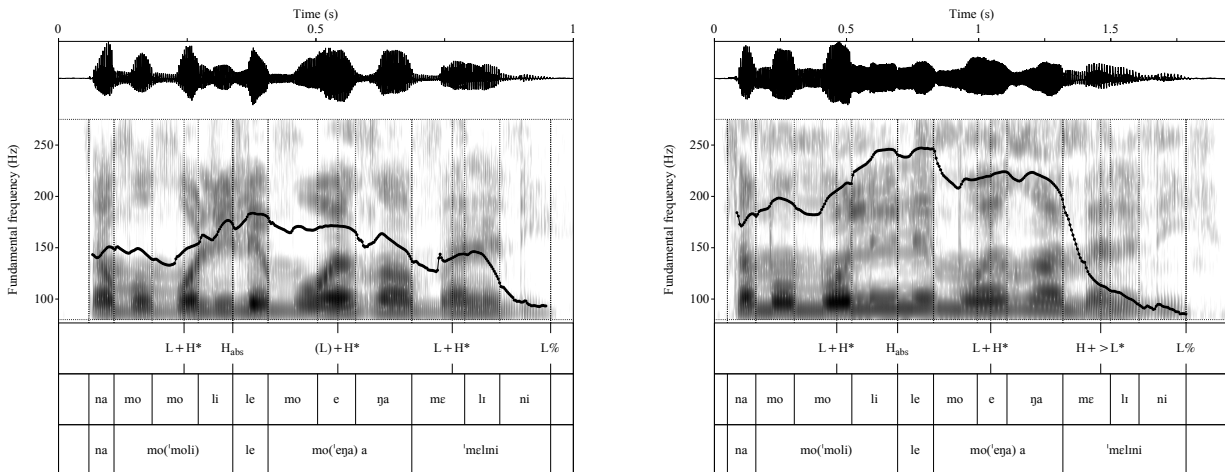 Time (s)
0 0.5 1
Fundamental frequency (Hz)
250
200
150
100
L+H* H_abs (L)+H* L+H* L%
na mo mo li le mo e ŋa mɛ lɪ ni
na mo(ˈmoli) le mo(ˈeŋa) a ˈmɛlɪni
Time (s)
0 0.5 1 1.5
Fundamental frequency (Hz)
250
200
150
100
L+H* H_abs L+H* H+>L* L%
na mo mo li le mo e ŋa mɛ lɪ ni
na mo(ˈmoli) le mo(ˈeŋa) a ˈmɛlɪni